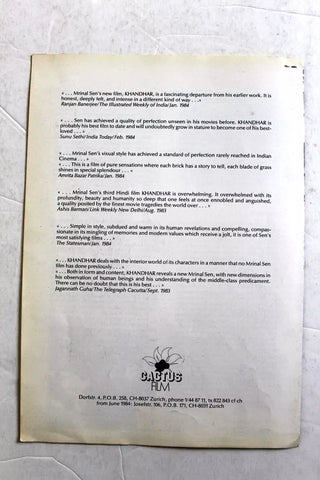 « . . . Mrinal Sen's new film, KHANDHAR, is a fascinating departure from his earlier work. It is
honest, deeply felt, and intense in a different kind of way . . . »
Ranjan Banerjee/The Illustrated Weekly of India/Jan. 1984
« . . . Sen has achieved a quality of perfection unseen in his movies before. KHANDHAR is
probably his best film to date and will undoubtedly grow in stature to become one of his best-
loved . . . »
Sunu Sethi/India Today/Feb. 1984
« . . . Mrinal Sen's visual style has achieved a standard of perfection rarely reached in Indian
Cinema . . . »
« . . . This is a film of pure sensations where each brick has a story to tell, each blade of grass
shines in special splendour . . . »
Amrita Bazar Patrika/Jan. 1984
« . . . Mrinal Sen's third Hindi film KHANDHAR is overwhelming. It overwhelmed with its
profundity, beauty and humanity so deep that one feels at once ennobled and anguished,
a quality posited by the finest movie tragedies the world over . . . »
Ashis Barman/Link Weekly New Delhi/Aug. 1983
« . . . Simple in style, subdued and warm in its human revelations and compelling, compas-
sionate in its mingling of memories and modern values which receive a jolt, it is one of Sen's
most satisfying films . . . »
The Statesman/Jan. 1984
« . . . KHANDHAR deals with the interior world of its characters in a manner that no Mrinal Sen
film has done previously . . . »
« . . . Both in form and content, KHANDHAR reveals a new Mrinal Sen, with new dimensions in
his observation of human beings and his understanding of the middle-class predicament.
There can be no doubt that this is his best . . . »
Jagannath Guha/The Telegraph Cacutta/Sept. 1983
CACTUS
FILM
Dorfstr. 4, P.O.B. 258, CH-8037 Zurich, phone 1/44 87 11, tx 822 843 cf ch
from June 1984: Josefstr. 106, P.O.B. 171, CH-8031 Zurich